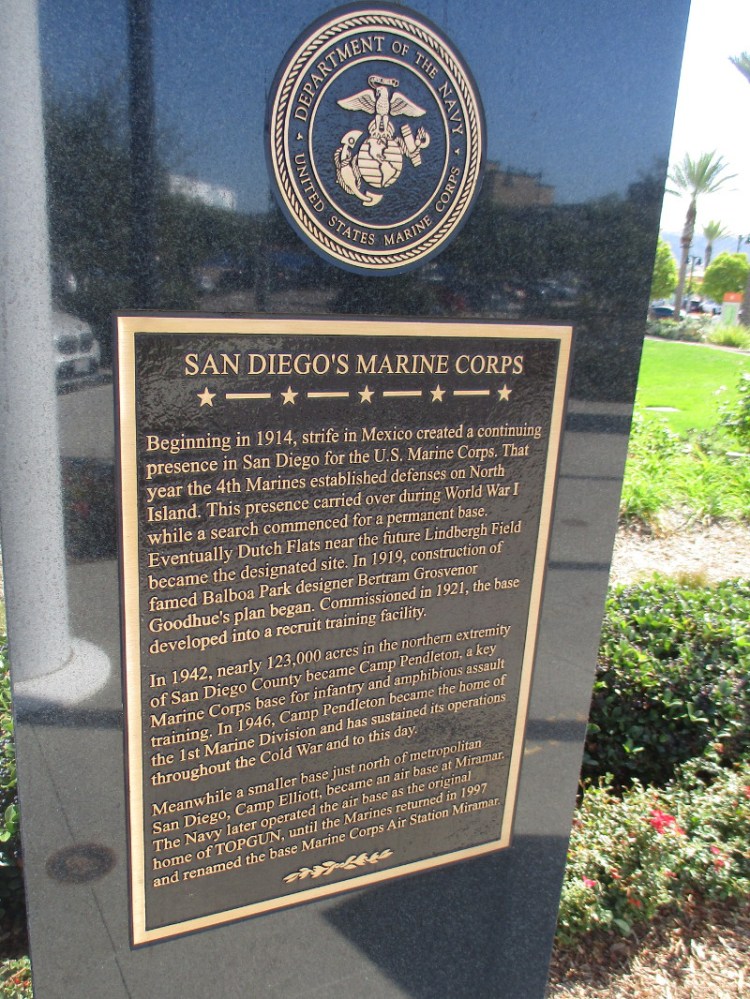 DEPARTMENT OF THE NAVY
UNITED STATES MARINE CORPS
SAN DIEGO'S MARINE CORPS
Beginning in 1914, strife in Mexico created a continuing
presence in San Diego for the U.S. Marine Corps. That
year the 4th Marines established defenses on North
Island. This presence carried over during World War I
while a search commenced for a permanent base.
Eventually Dutch Flats near the future Lindbergh Field
became the designated site. In 1919, construction of
famed Balboa Park designer Bertram Grosvenor
Goodhue's plan began. Commissioned in 1921, the base
developed into a recruit training facility.
In 1942, nearly 123,000 acres in the northern extremity
of San Diego County became Camp Pendleton, a key
Marine Corps base for infantry and amphibious assault
training. In 1946, Camp Pendleton became the home of
the 1st Marine Division and has sustained its operations
throughout the Cold War and to this day.
Meanwhile a smaller base just north of metropolitan
San Diego, Camp Elliott, became an air base at Miramar.
The Navy later operated the air base as the original
home of TOPGUN, until the Marines returned in 1997
and renamed the base Marine Corps Air Station Miramar.